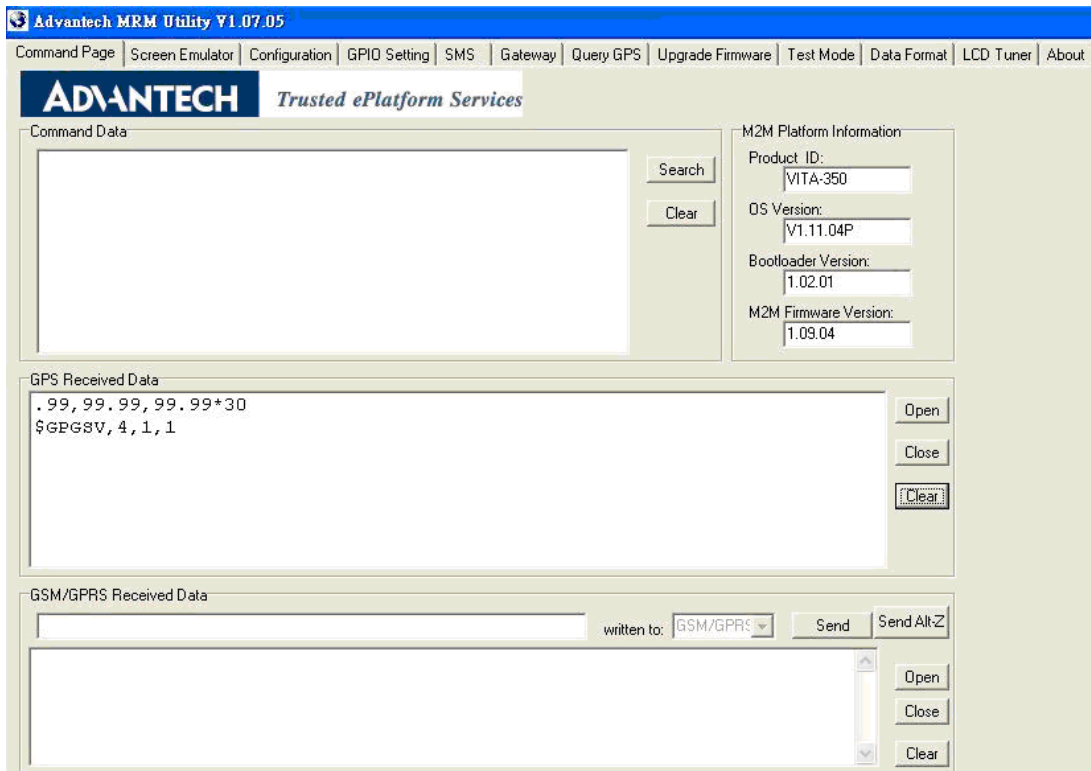 Advantech MRM Utility V1.07.05
Command Page Screen Emulator Configuration GPIO Setting SMS Gateway Query GPS Upgrade Firmware Test Mode Data Format LCD Tuner About
ADVANTECH Trusted ePlatform Services
Command Data
Search
Clear
M2M Platform Information
Product ID:
VITA-350
OS Version:
V1.11.04P
Bootloader Version:
1.02.01
M2M Firmware Version:
1.09.04
GPS Received Data
.99,99.99,99.99*30
$GPGSV,4,1,1
Open
Close
Clear
GSM/GPRS Received Data
written to: GSM/GPRS Send Send Alt-Z
Open
Close
Clear